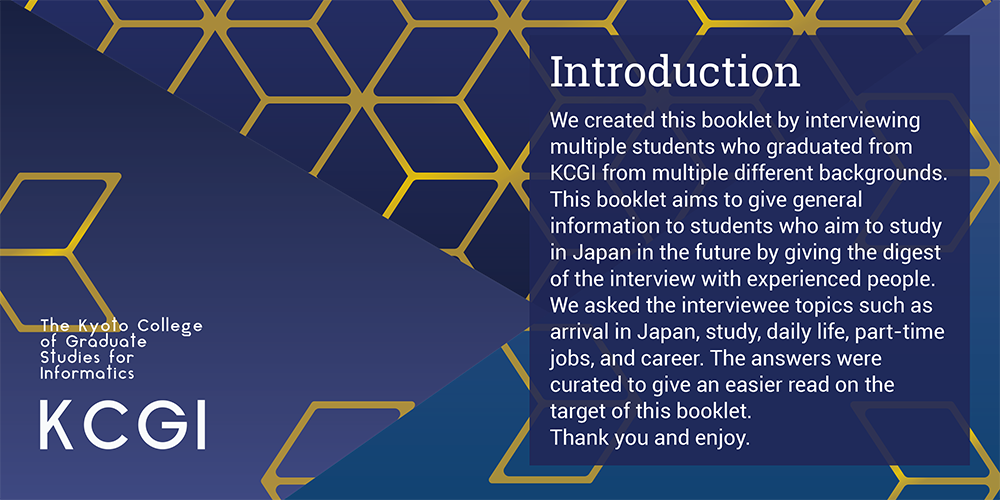 Introduction
We created this booklet by interviewing
multiple students who graduated from
KCGI from multiple different backgrounds.
This booklet aims to give general
information to students who aim to study
in Japan in the future by giving the digest
of the interview with experienced people.
We asked the interviewee topics such as
arrival in Japan, study, daily life, part-time
jobs, and career. The answers were
curated to give an easier read on the
target of this booklet.
Thank you and enjoy.
The Kyoto College
of Graduate
Studies for
Informatics
KCGI